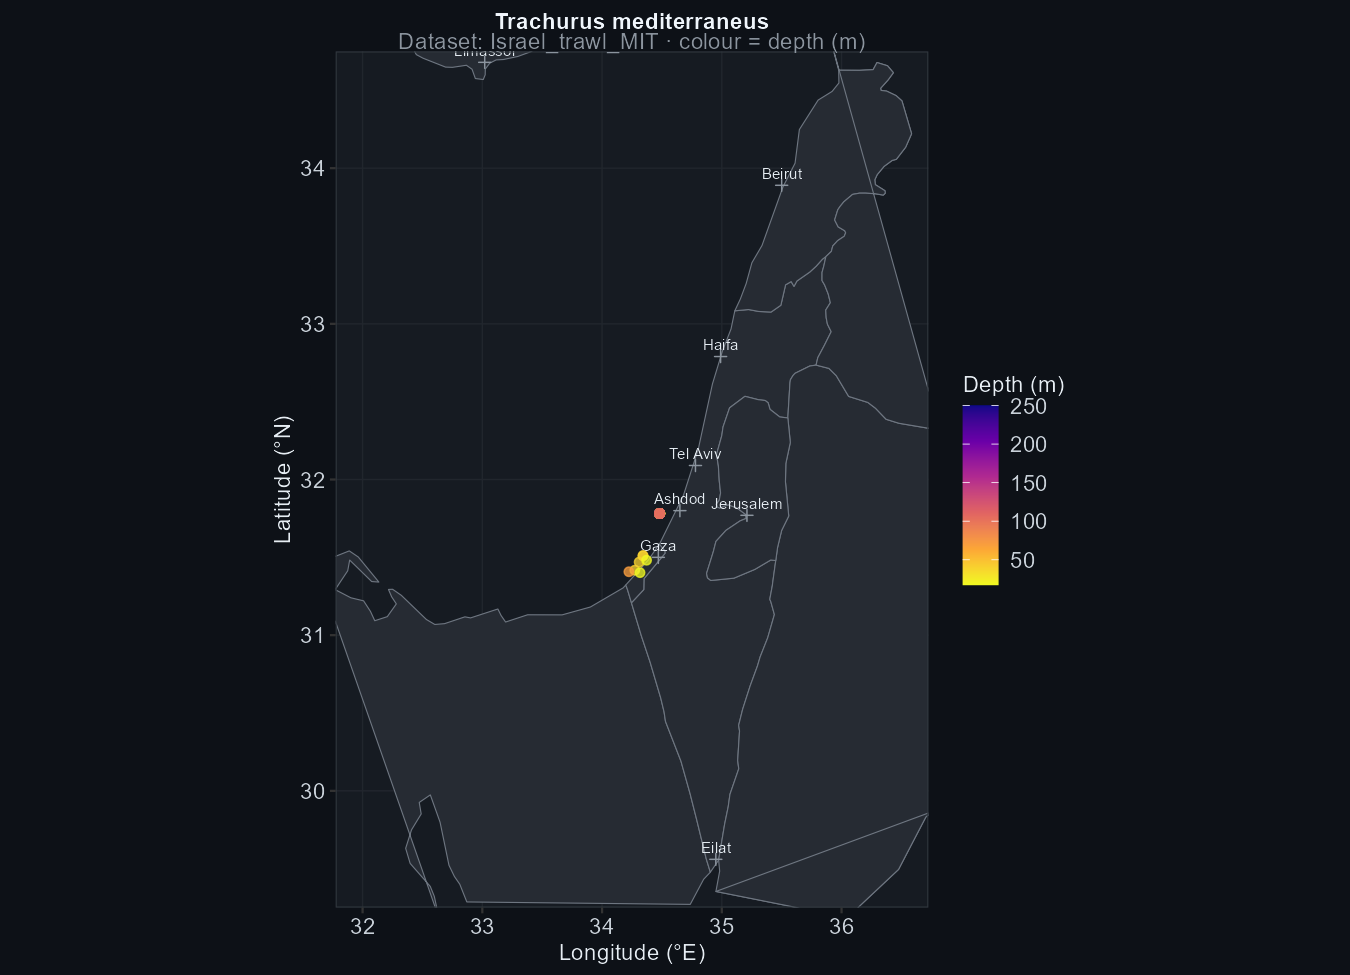 Trachurus mediterraneus
Dataset: Israel_trawl_MIT · colour = depth (m)
Limassol
Beirut
Haifa
Tel Aviv
Ashdod
Jerusalem
Gaza
Eilat
34
33
32
31
30
32
33
34
35
36
Latitude (°N)
Longitude (°E)
Depth (m)
250
200
150
100
50